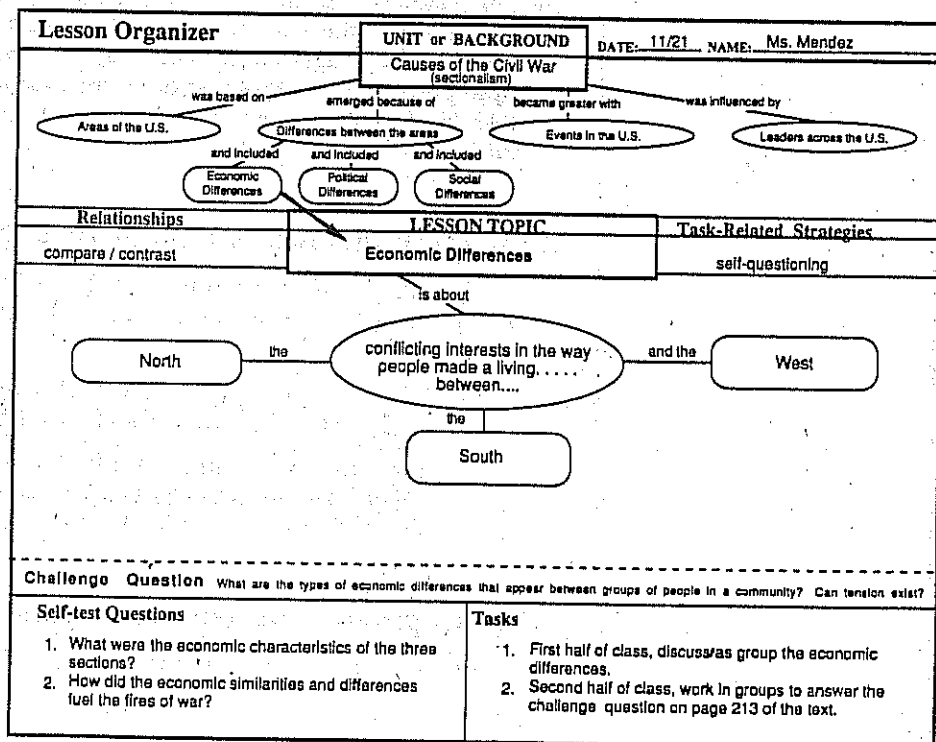 Lesson Organizer
UNIT or BACKGROUND
DATE: 11/21 NAME: Ms. Mendez
Causes of the Civil War
(sectionalism)
was based on
emerged because of
became greater with
was influenced by
Areas of the U.S.
Differences between the areas
Events in the U.S.
Leaders across the U.S.
and included
and included
and included
Economic
Differences
Political
Differences
Social
Differences
Relationships
LESSON TOPIC
Task-Related Strategies
compare / contrast
Economic Differences
self-questioning
is about
North
the
conflicting interests in the way
people made a living. . . . .
between....
and the
West
the
South
Challenge Question What are the types of economic differences that appear between groups of people in a community? Can tension exist?
Self-test Questions
1. What were the economic characteristics of the three
sections?
2. How did the economic similarities and differences
fuel the fires of war?
Tasks
1. First half of class, discuss/as group the economic
differences.
2. Second half of class, work in groups to answer the
challenge question on page 213 of the text.